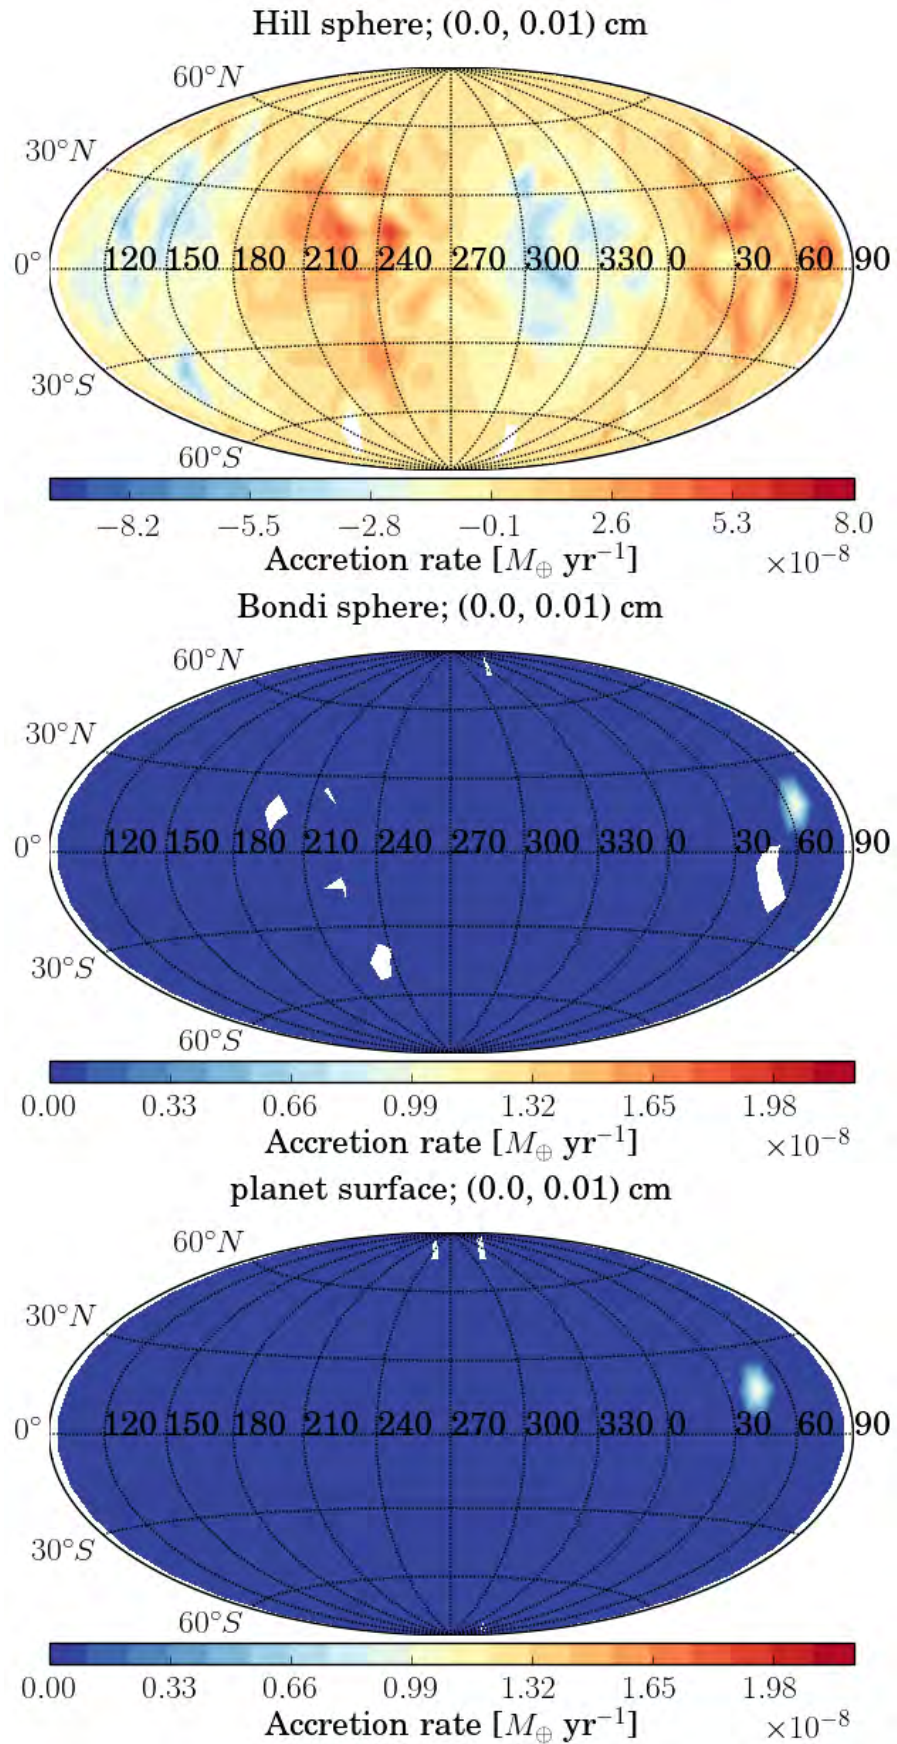 Hill sphere; (0.0, 0.01) cm
60°N
30°N
0° 120 150 180 210 240 270 300 330 0 30 60 90
30°S
60°S
−8.2 −5.5 −2.8 −0.1 2.6 5.3 8.0
Accretion rate [M⊕ yr⁻¹] ×10⁻⁸
Bondi sphere; (0.0, 0.01) cm
60°N
30°N
0° 120 150 180 210 240 270 300 330 0 30 60 90
30°S
60°S
0.00 0.33 0.66 0.99 1.32 1.65 1.98
Accretion rate [M⊕ yr⁻¹] ×10⁻⁸
planet surface; (0.0, 0.01) cm
60°N
30°N
0° 120 150 180 210 240 270 300 330 0 30 60 90
30°S
60°S
0.00 0.33 0.66 0.99 1.32 1.65 1.98
Accretion rate [M⊕ yr⁻¹] ×10⁻⁸